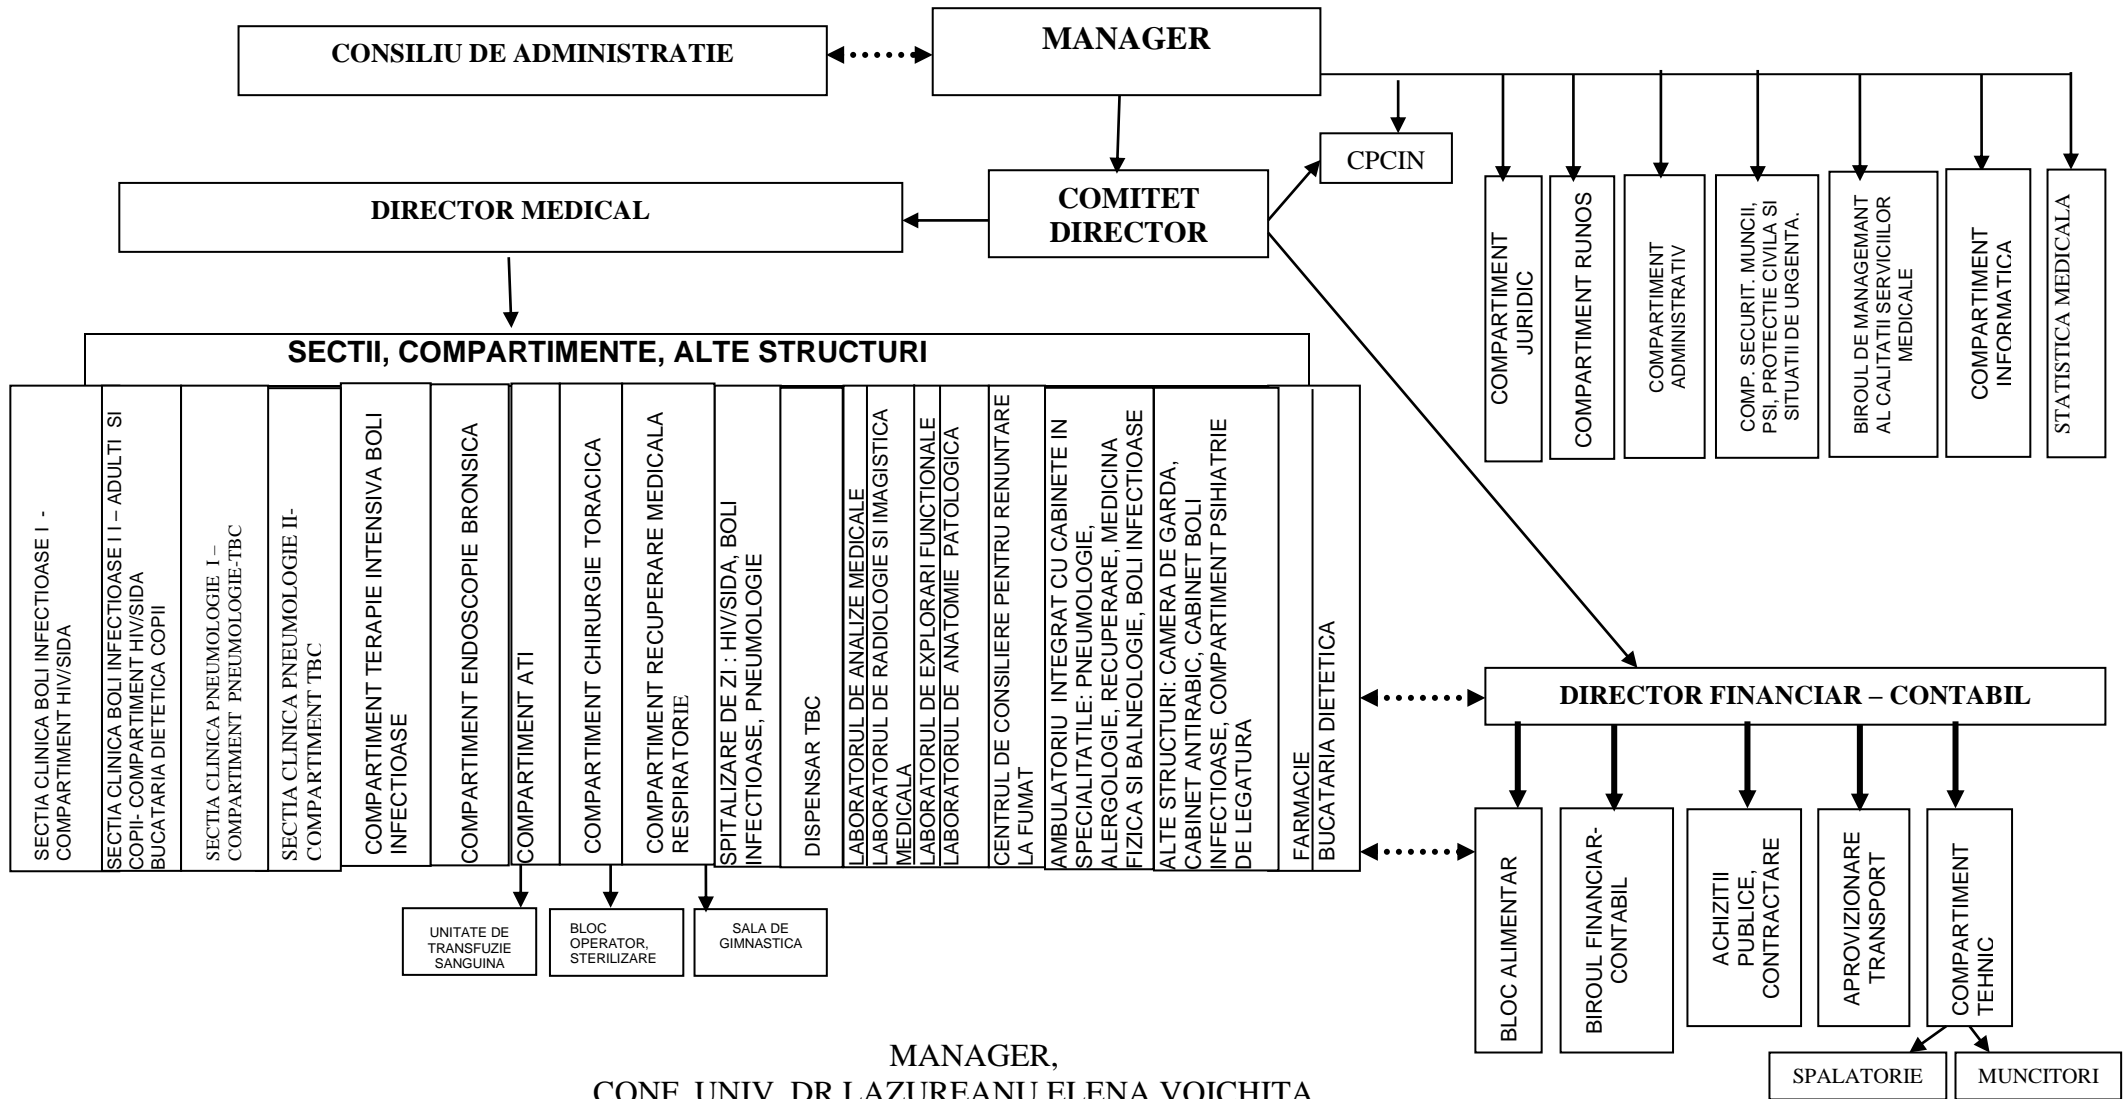 CONSILIU DE ADMINISTRATIE
MANAGER
CPCIN
DIRECTOR MEDICAL
COMITET
DIRECTOR
COMPARTIMENT
JURIDIC
COMPARTIMENT RUNOS
COMPARTIMENT
ADMINISTRATIV
COMP. SECURIT. MUNCII,
PSI, PROTECTIE CIVILA SI
SITUATII DE URGENTA.
BIROUL DE MANAGEMANT
AL CALITATII SERVICIILOR
MEDICALE
COMPARTIMENT
INFORMATICA
STATISTICA MEDICALA
SECTII, COMPARTIMENTE, ALTE STRUCTURI
SECTIA CLINICA BOLI INFECTIOASE I -
COMPARTIMENT HIV/SIDA
SECTIA CLINICA BOLI INFECTIOASE I I – ADULTI SI
COPII- COMPARTIMENT HIV/SIDA
BUCATARIA DIETETICA COPII
SECTIA CLINICA PNEUMOLOGIE I –
COMPARTIMENT PNEUMOLOGIE-TBC
SECTIA CLINICA PNEUMOLOGIE II-
COMPARTIMENT TBC
COMPARTIMENT TERAPIE INTENSIVA BOLI
INFECTIOASE
COMPARTIMENT ENDOSCOPIE BRONSICA
COMPARTIMENT ATI
COMPARTIMENT CHIRURGIE TORACICA
COMPARTIMENT RECUPERARE MEDICALA
RESPIRATORIE
SPITALIZARE DE ZI : HIV/SIDA, BOLI
INFECTIOASE, PNEUMOLOGIE
DISPENSAR TBC
LABORATORUL DE ANALIZE MEDICALE
LABORATORUL DE RADIOLOGIE SI IMAGISTICA
MEDICALA
LABORATORUL DE EXPLORARI FUNCTIONALE
LABORATORUL DE ANATOMIE PATOLOGICA
CENTRUL DE CONSILIERE PENTRU RENUNTARE
LA FUMAT
AMBULATORIU INTEGRAT CU CABINETE IN
SPECIALITATILE: PNEUMOLOGIE,
ALERGOLOGIE, RECUPERARE, MEDICINA
FIZICA SI BALNEOLOGIE, BOLI INFECTIOASE
ALTE STRUCTURI: CAMERA DE GARDA,
CABINET ANTIRABIC, CABINET BOLI
INFECTIOASE, COMPARTIMENT PSIHIATRIE
DE LEGATURA
FARMACIE
BUCATARIA DIETETICA
DIRECTOR FINANCIAR – CONTABIL
UNITATE DE
TRANSFUZIE
SANGUINA
BLOC
OPERATOR,
STERILIZARE
SALA DE
GIMNASTICA
BLOC ALIMENTAR
BIROUL FINANCIAR-
CONTABIL
ACHIZITII
PUBLICE,
CONTRACTARE
APROVIZIONARE
TRANSPORT
COMPARTIMENT
TEHNIC
SPALATORIE
MUNCITORI
MANAGER,
CONF. UNIV. DR.LAZUREANU ELENA VOICHITA